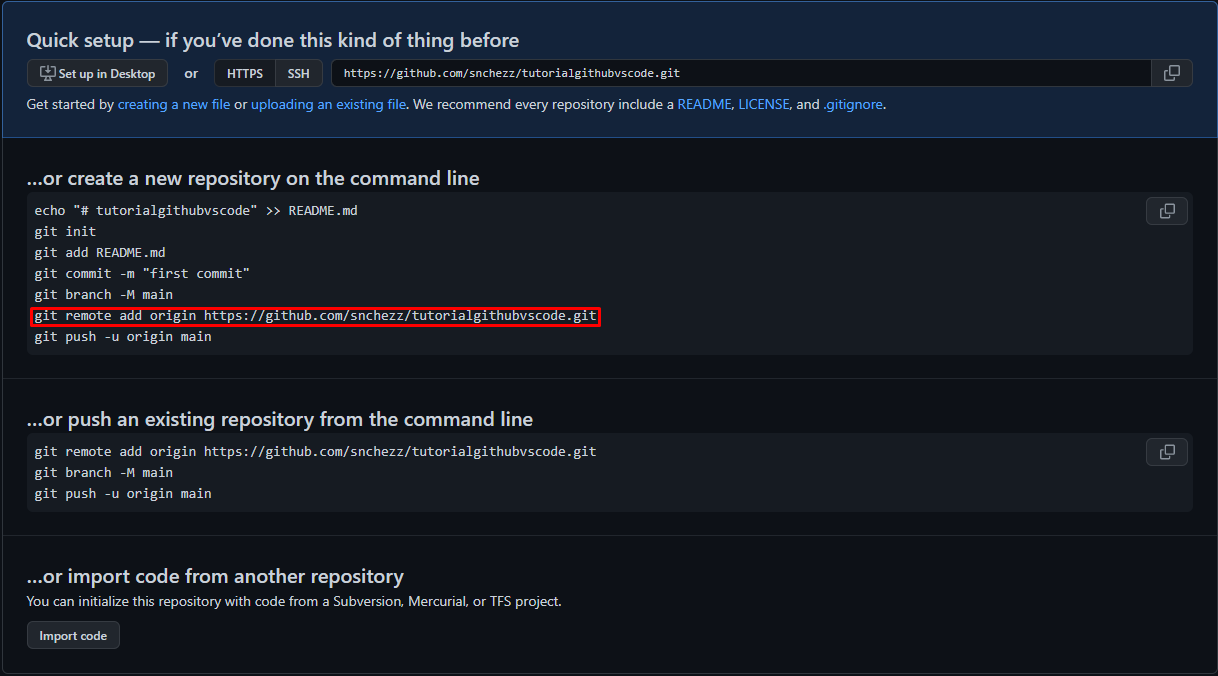 Quick setup — if you’ve done this kind of thing before
Set up in Desktop or HTTPS SSH https://github.com/snchezz/tutorialgithubvscode.git
Get started by creating a new file or uploading an existing file. We recommend every repository include a README, LICENSE, and .gitignore.
…or create a new repository on the command line
echo "# tutorialgithubvscode" >> README.md
git init
git add README.md
git commit -m "first commit"
git branch -M main
git remote add origin https://github.com/snchezz/tutorialgithubvscode.git
git push -u origin main
…or push an existing repository from the command line
git remote add origin https://github.com/snchezz/tutorialgithubvscode.git
git branch -M main
git push -u origin main
…or import code from another repository
You can initialize this repository with code from a Subversion, Mercurial, or TFS project.
Import code